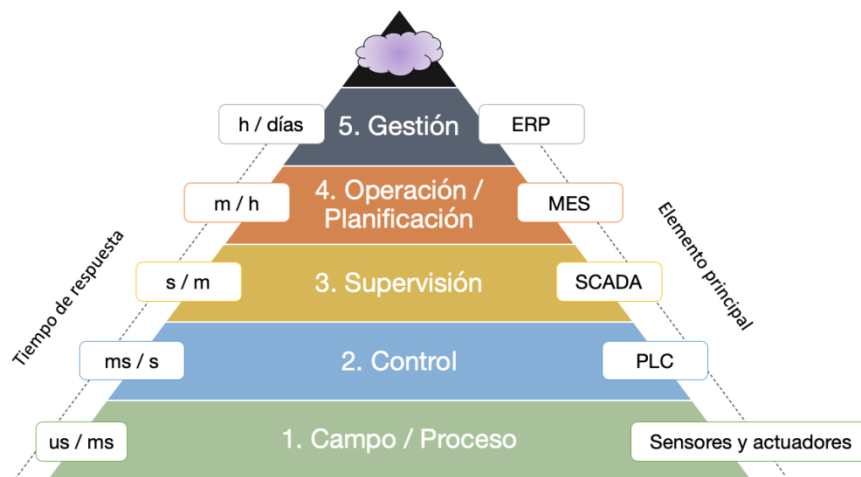 h / días
5. Gestión
ERP
m / h
4. Operación /
Planificación
MES
s / m
3. Supervisión
SCADA
ms / s
2. Control
PLC
us / ms
1. Campo / Proceso
Sensores y actuadores
Tiempo de respuesta
Elemento principal